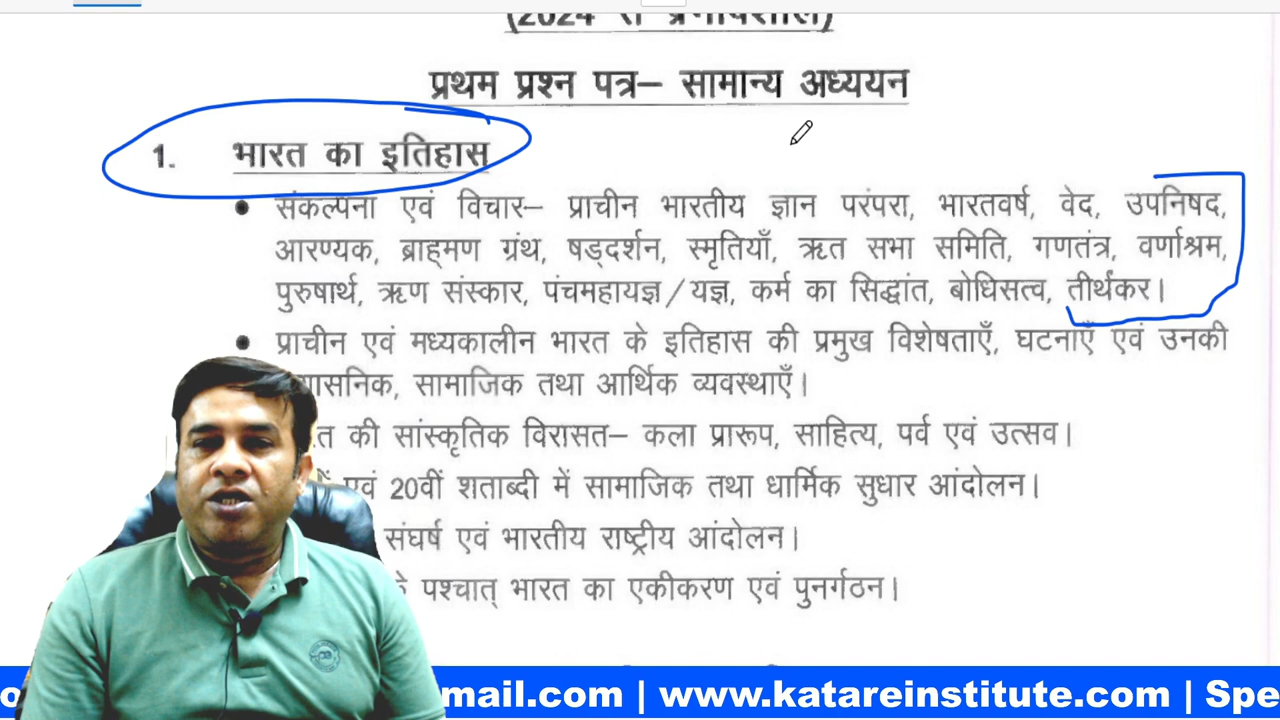 (2024 से प्रभावशील)
प्रथम प्रश्न पत्र– सामान्य अध्ययन
1. भारत का इतिहास
• संकल्पना एवं विचार– प्राचीन भारतीय ज्ञान परंपरा, भारतवर्ष, वेद, उपनिषद,
आरण्यक, ब्राह्मण ग्रंथ, षड्दर्शन, स्मृतियाँ, ऋत सभा समिति, गणतंत्र, वर्णाश्रम,
पुरुषार्थ, ऋण संस्कार, पंचमहायज्ञ/यज्ञ, कर्म का सिद्धांत, बोधिसत्व, तीर्थंकर।
• प्राचीन एवं मध्यकालीन भारत के इतिहास की प्रमुख विशेषताएँ, घटनाएँ एवं उनकी
सामाजिक तथा आर्थिक व्यवस्थाएँ।
की सांस्कृतिक विरासत– कला प्रारूप, साहित्य, पर्व एवं उत्सव।
एवं 20वीं शताब्दी में सामाजिक तथा धार्मिक सुधार आंदोलन।
संघर्ष एवं भारतीय राष्ट्रीय आंदोलन।
पश्चात् भारत का एकीकरण एवं पुनर्गठन।
mail.com | www.katareinstitute.com | Spe